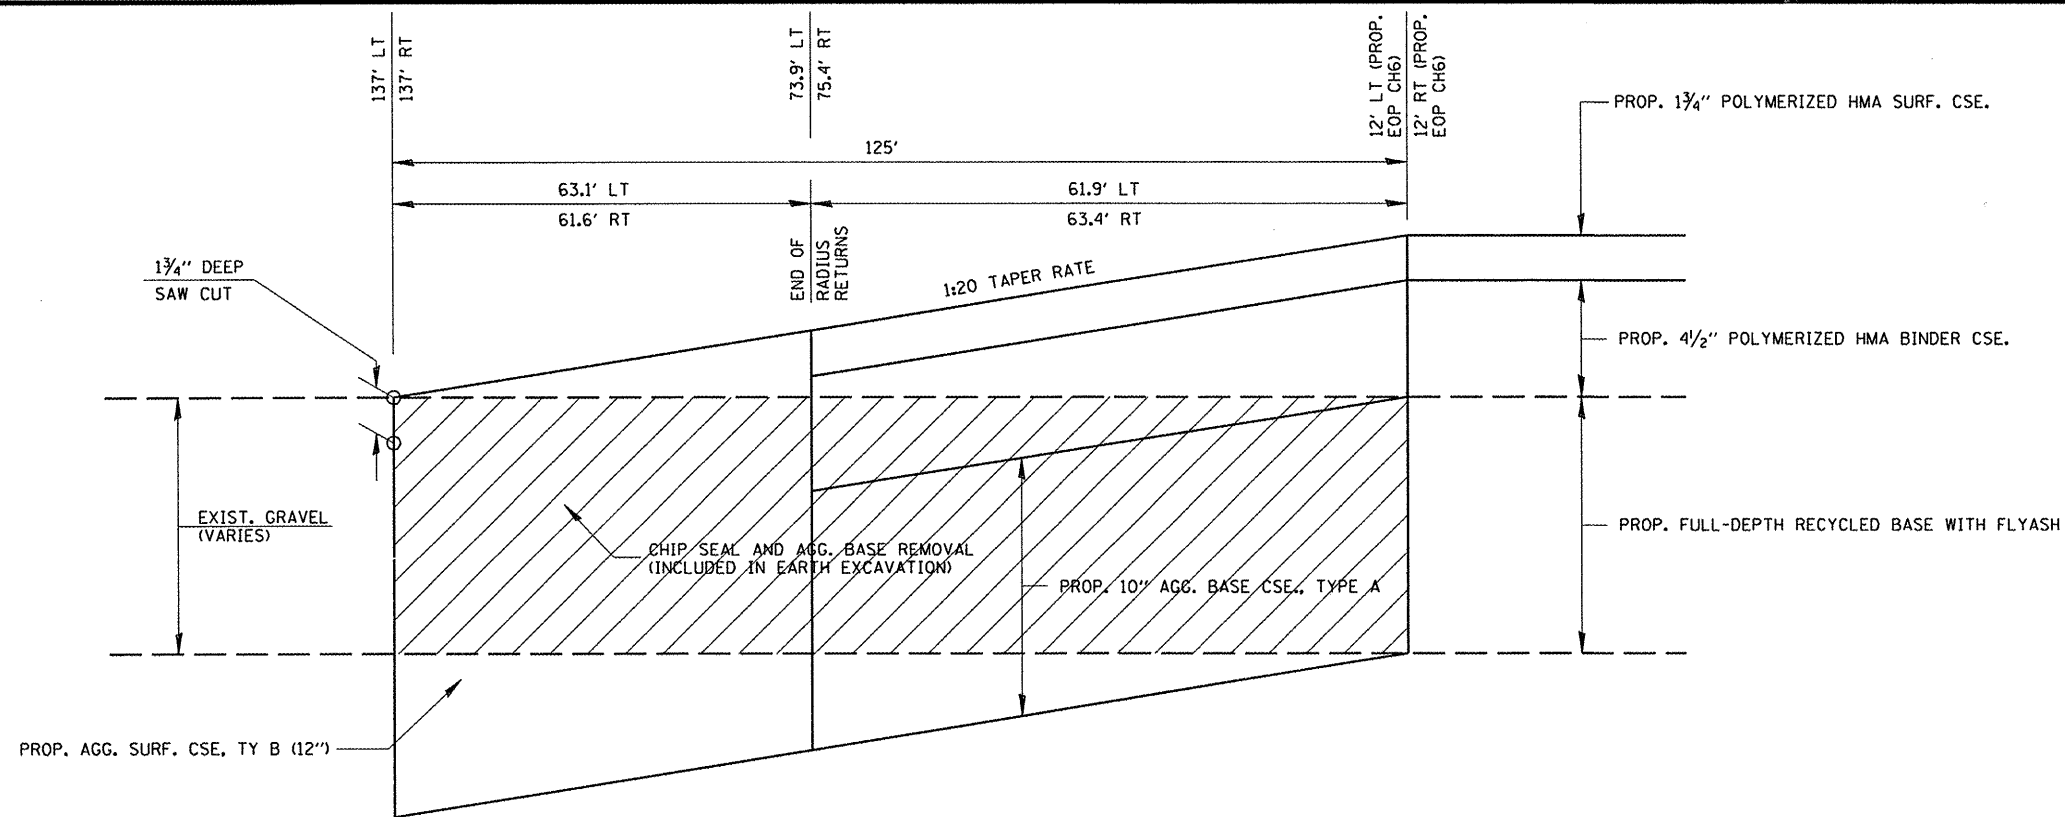 137' LT
137' RT
73.9' LT
75.4' RT
12' LT (PROP.
EOP CH6)
12' RT (PROP.
EOP CH6)
PROP. 1¾" POLYMERIZED HMA SURF. CSE.
125'
63.1' LT
61.6' RT
61.9' LT
63.4' RT
END OF
RADIUS
RETURNS
1:20 TAPER RATE
1¾" DEEP
SAW CUT
PROP. 4½" POLYMERIZED HMA BINDER CSE.
EXIST. GRAVEL
(VARIES)
PROP. FULL-DEPTH RECYCLED BASE WITH FLYASH
CHIP SEAL AND AGG. BASE REMOVAL
(INCLUDED IN EARTH EXCAVATION)
PROP. 10" AGG. BASE CSE., TYPE A
PROP. AGG. SURF. CSE, TY B (12")